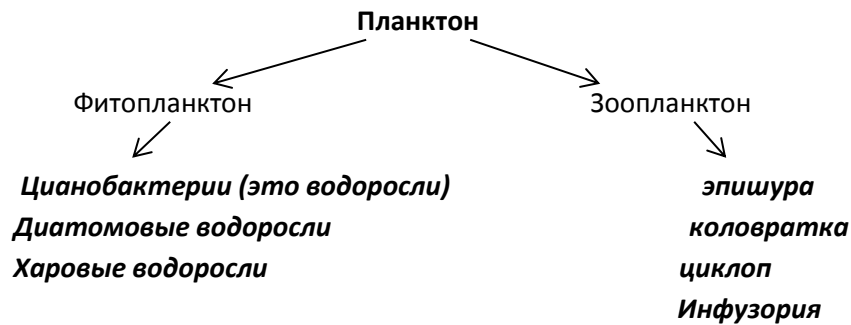 Планктон
Фитопланктон Зоопланктон
Цианобактерии (это водоросли) эпишура
Диатомовые водоросли коловратка
Харовые водоросли циклоп
Инфузория